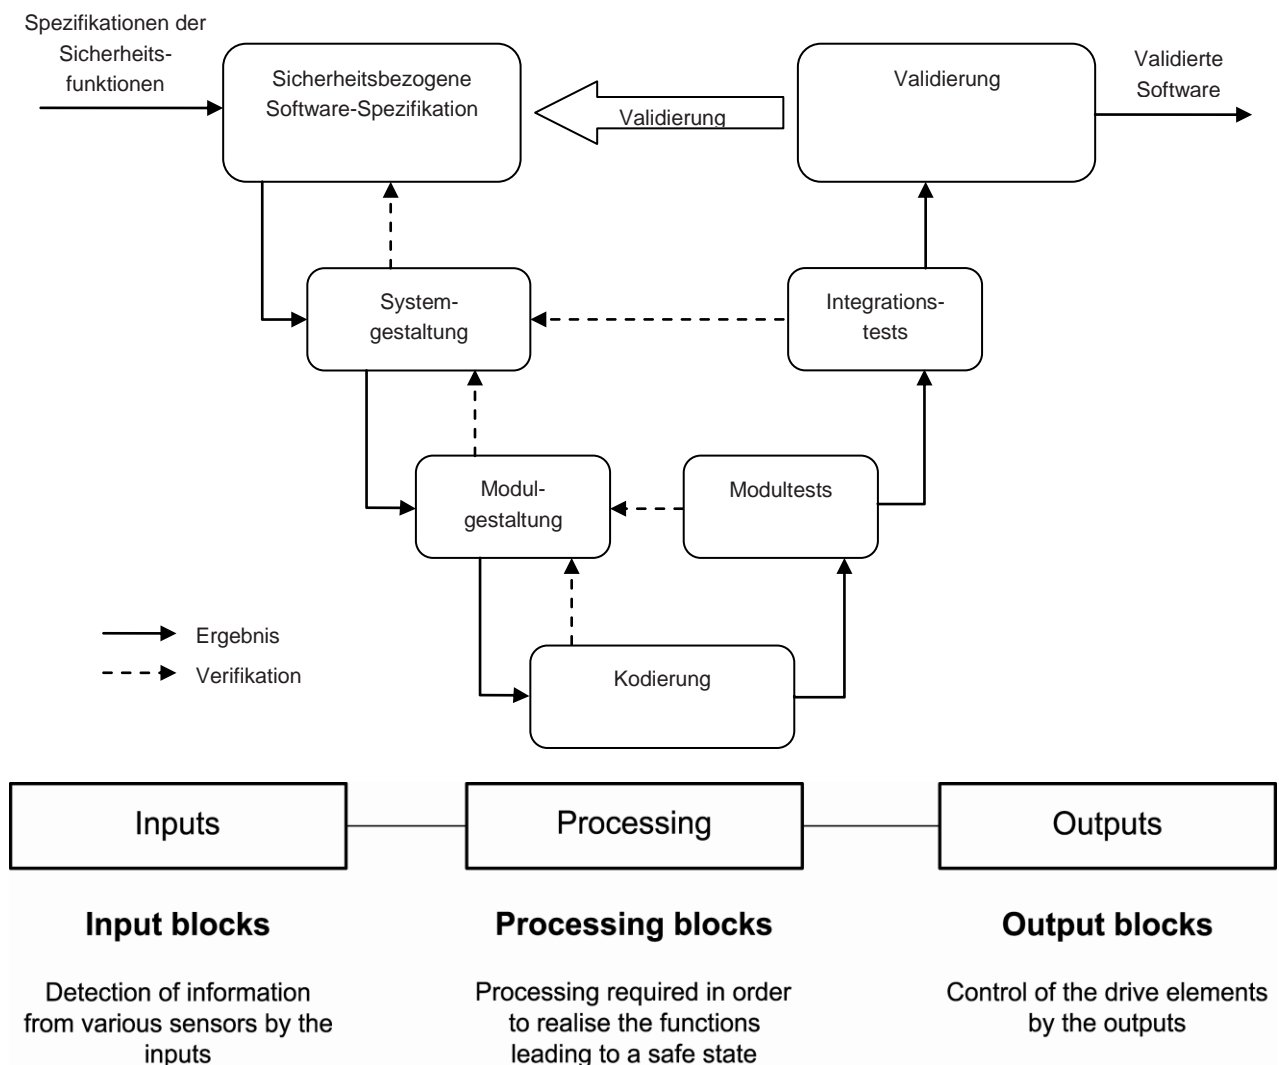 Spezifikationen der
Sicherheits-
funktionen
Sicherheitsbezogene
Software-Spezifikation
Validierung
Validierung
Validierte
Software
System-
gestaltung
Integrations-
tests
Modul-
gestaltung
Modultests
Ergebnis
Verifikation
Kodierung
Inputs
Processing
Outputs
Input blocks
Processing blocks
Output blocks
Detection of information
from various sensors by the
inputs
Processing required in order
to realise the functions
leading to a safe state
Control of the drive elements
by the outputs